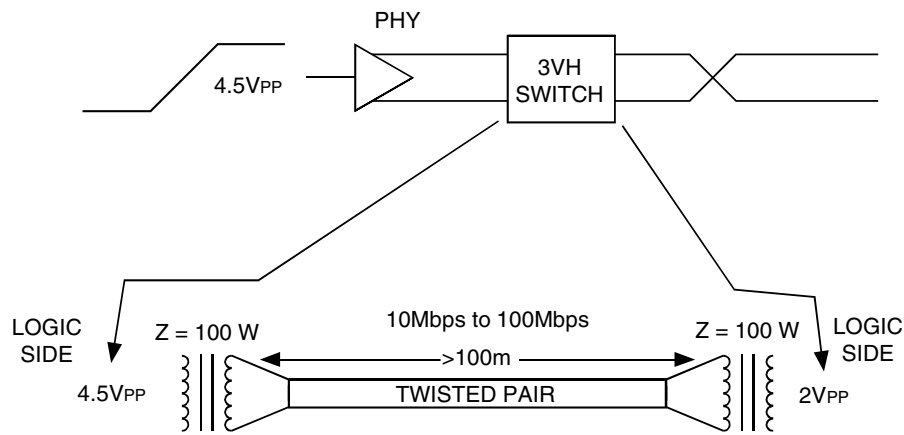 PHY
4.5VPP
3VH
SWITCH
LOGIC
SIDE
Z = 100 W
10Mbps to 100Mbps
Z = 100 W
LOGIC
SIDE
>100m
4.5VPP
TWISTED PAIR
2VPP